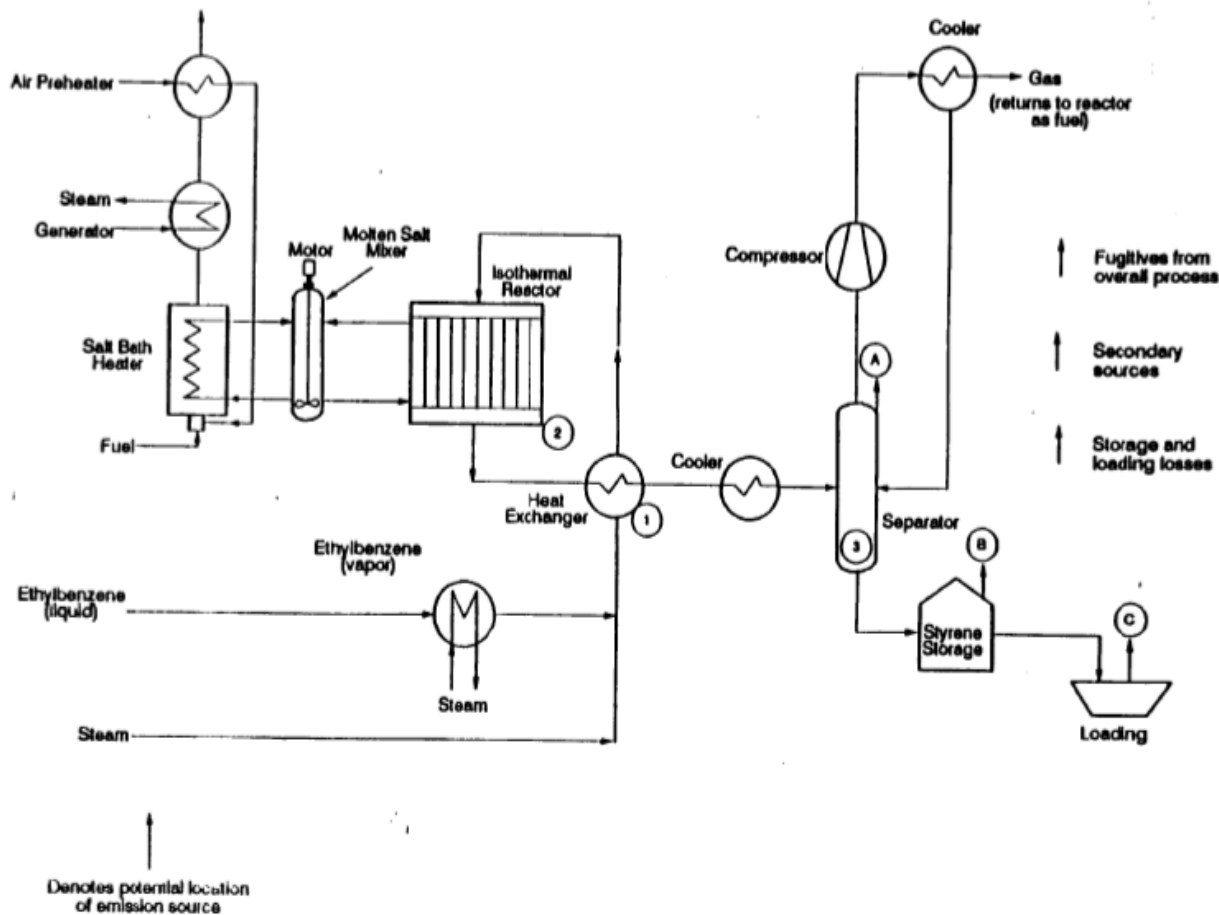 Cooler
Air Preheater
Gas
(returns to reactor
as fuel)
Steam
Generator
Motor
Molten Salt
Mixer
Isothermal
Reactor
Compressor
Fugitives from
overall process
Salt Bath
Heater
A
Secondary
sources
2
Fuel
Cooler
Storage and
loading losses
Heat
Exchanger
1
Separator
3
B
Ethylbenzene
(vapor)
Ethylbenzene
(liquid)
Styrene
Storage
C
Steam
Steam
Loading
Denotes potential location
of emission source